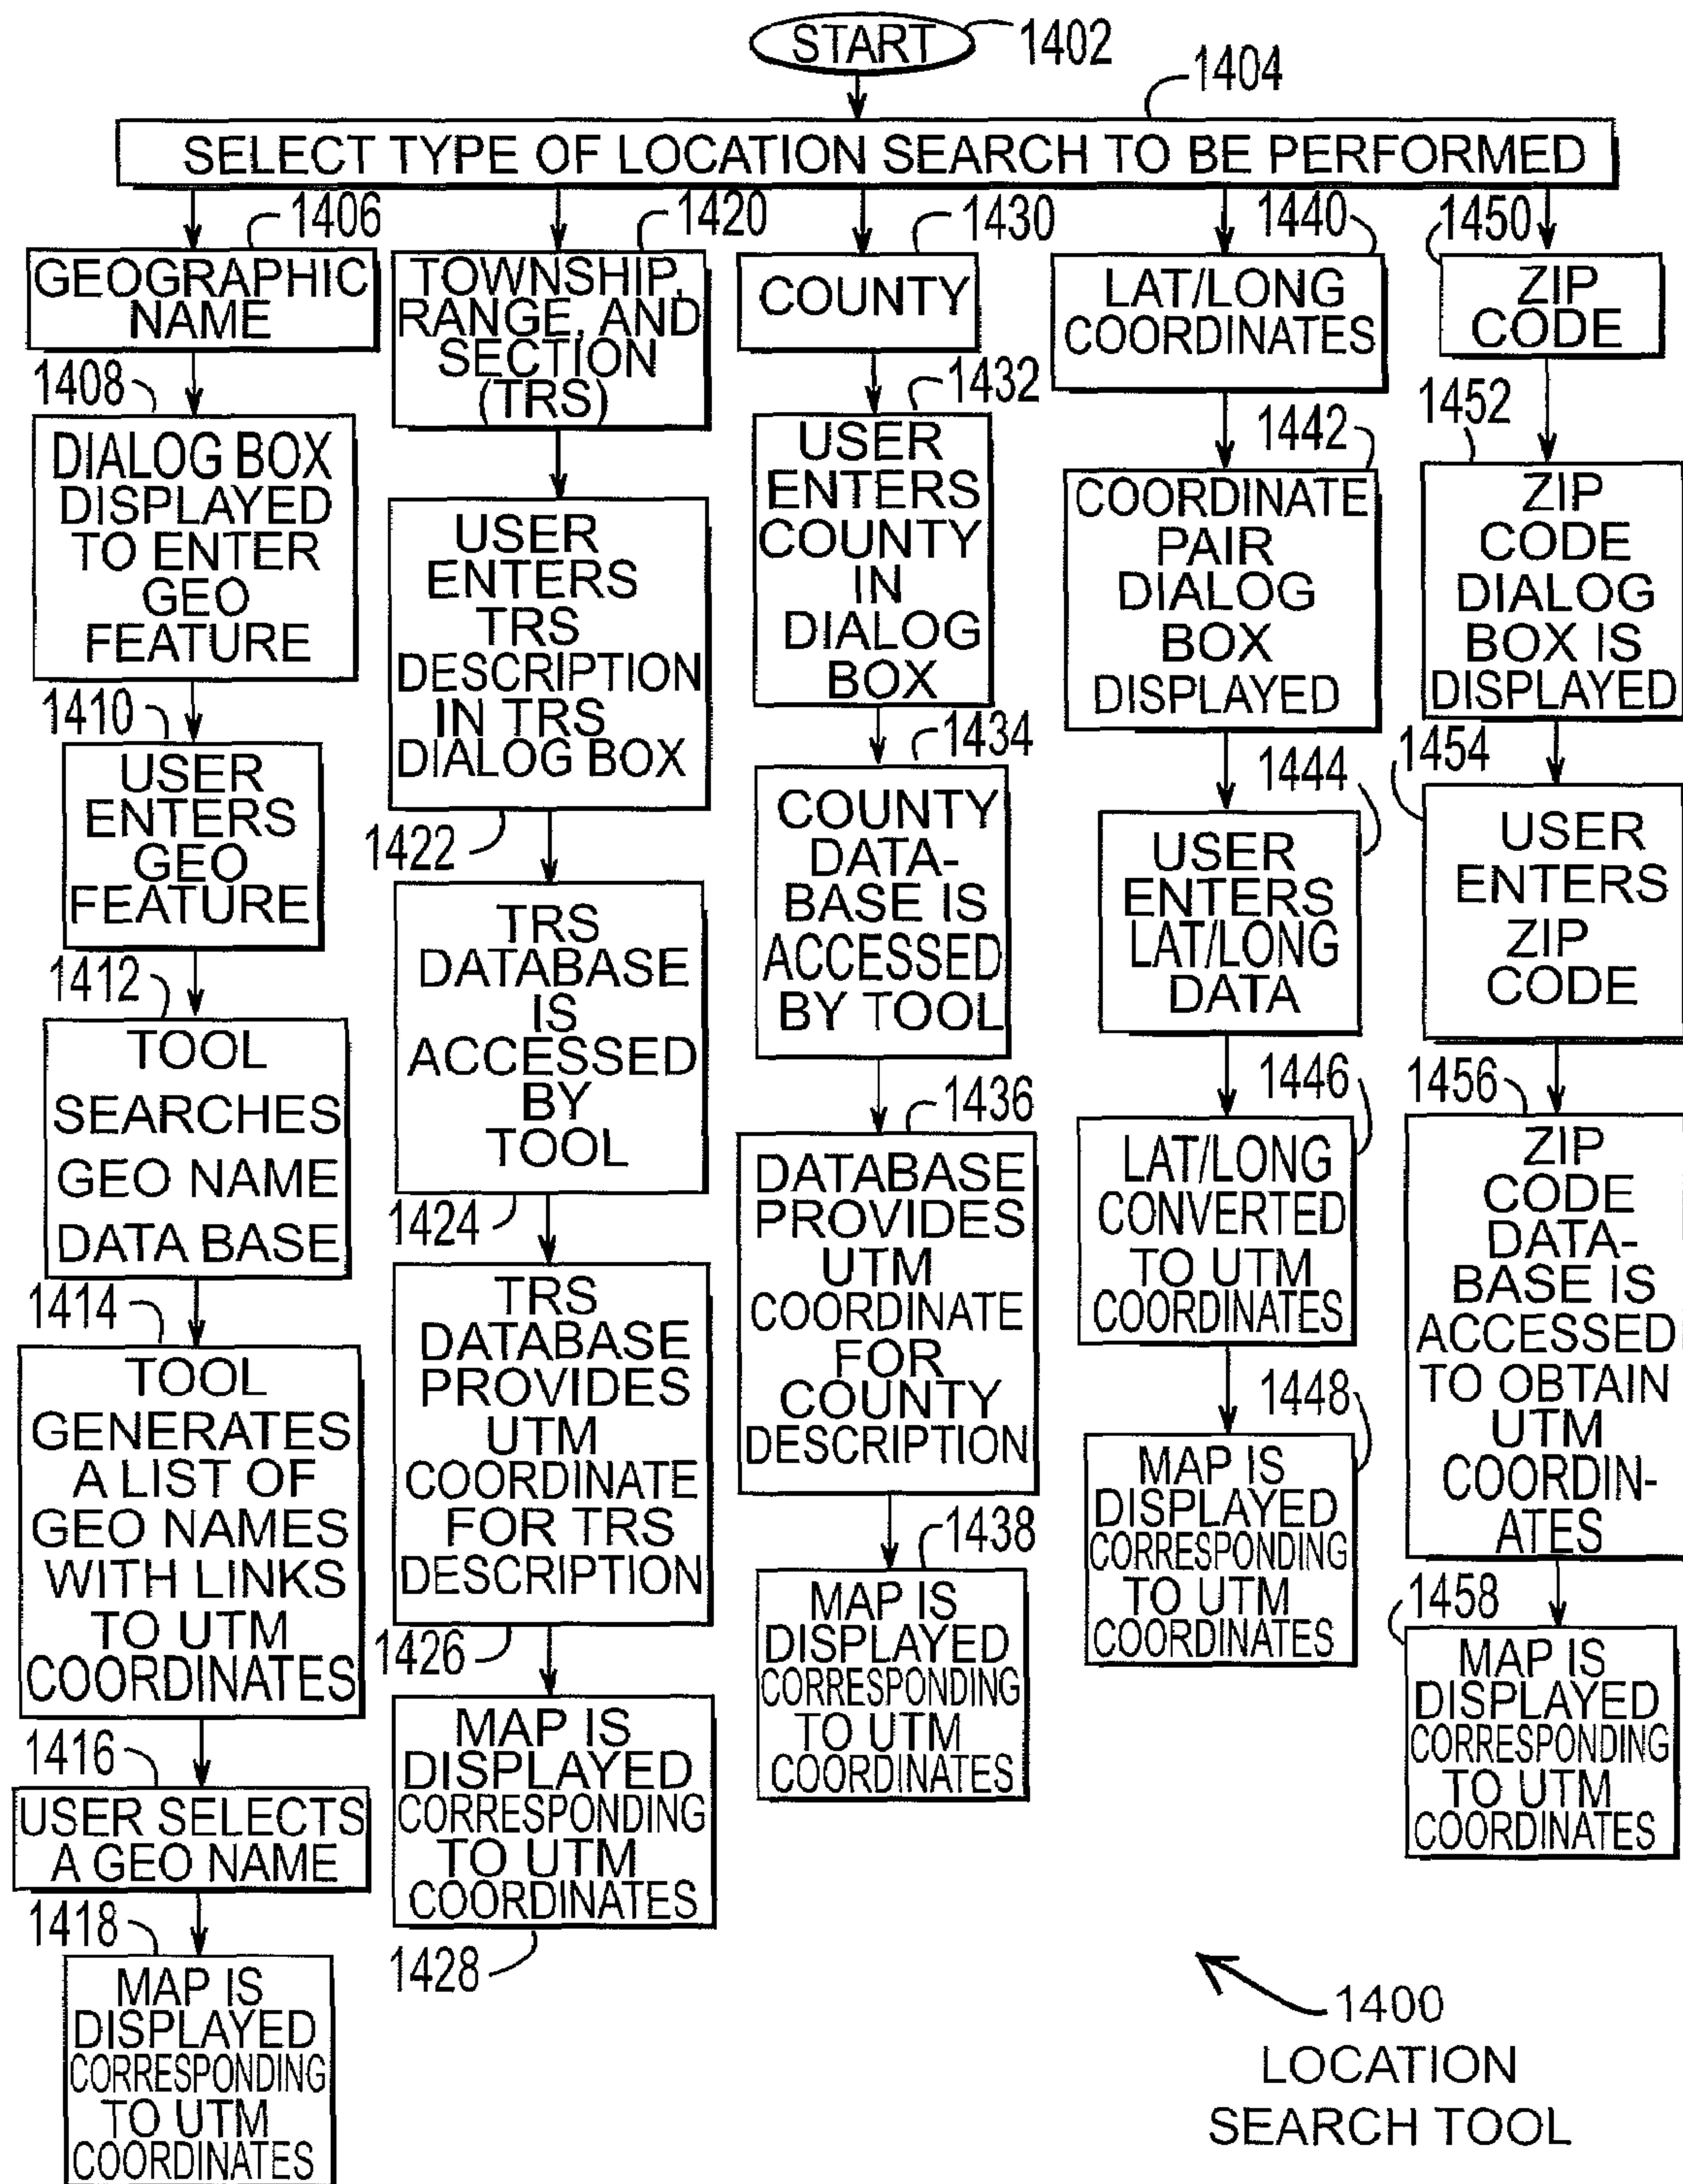 START
1402
1404
SELECT TYPE OF LOCATION SEARCH TO BE PERFORMED
1406
GEOGRAPHIC
NAME
1408
DIALOG BOX
DISPLAYED
TO ENTER
GEO
FEATURE
1410
USER
ENTERS
GEO
FEATURE
1412
TOOL
SEARCHES
GEO NAME
DATA BASE
1414
TOOL
GENERATES
A LIST OF
GEO NAMES
WITH LINKS
TO UTM
COORDINATES
1416
USER SELECTS
A GEO NAME
1418
MAP IS
DISPLAYED
CORRESPONDING
TO UTM
COORDINATES
1420
TOWNSHIP,
RANGE, AND
SECTION
(TRS)
USER
ENTERS
TRS
DESCRIPTION
IN TRS
DIALOG BOX
1422
TRS
DATABASE
IS
ACCESSED
BY
TOOL
1424
TRS
DATABASE
PROVIDES
UTM
COORDINATE
FOR TRS
DESCRIPTION
1426
MAP IS
DISPLAYED
CORRESPONDING
TO UTM
COORDINATES
1428
1430
COUNTY
1432
USER
ENTERS
COUNTY
IN
DIALOG
BOX
1434
COUNTY
DATA-
BASE IS
ACCESSED
BY TOOL
1436
DATABASE
PROVIDES
UTM
COORDINATE
FOR
COUNTY
DESCRIPTION
1438
MAP IS
DISPLAYED
CORRESPONDING
TO UTM
COORDINATES
1440
LAT/LONG
COORDINATES
1442
COORDINATE
PAIR
DIALOG
BOX
DISPLAYED
1444
USER
ENTERS
LAT/LONG
DATA
1446
LAT/LONG
CONVERTED
TO UTM
COORDINATES
1448
MAP IS
DISPLAYED
CORRESPONDING
TO UTM
COORDINATES
1450
ZIP
CODE
1452
ZIP
CODE
DIALOG
BOX IS
DISPLAYED
1454
USER
ENTERS
ZIP
CODE
1456
ZIP
CODE
DATA-
BASE IS
ACCESSED
TO OBTAIN
UTM
COORDIN-
ATES
1458
MAP IS
DISPLAYED
CORRESPONDING
TO UTM
COORDINATES
1400
LOCATION
SEARCH TOOL